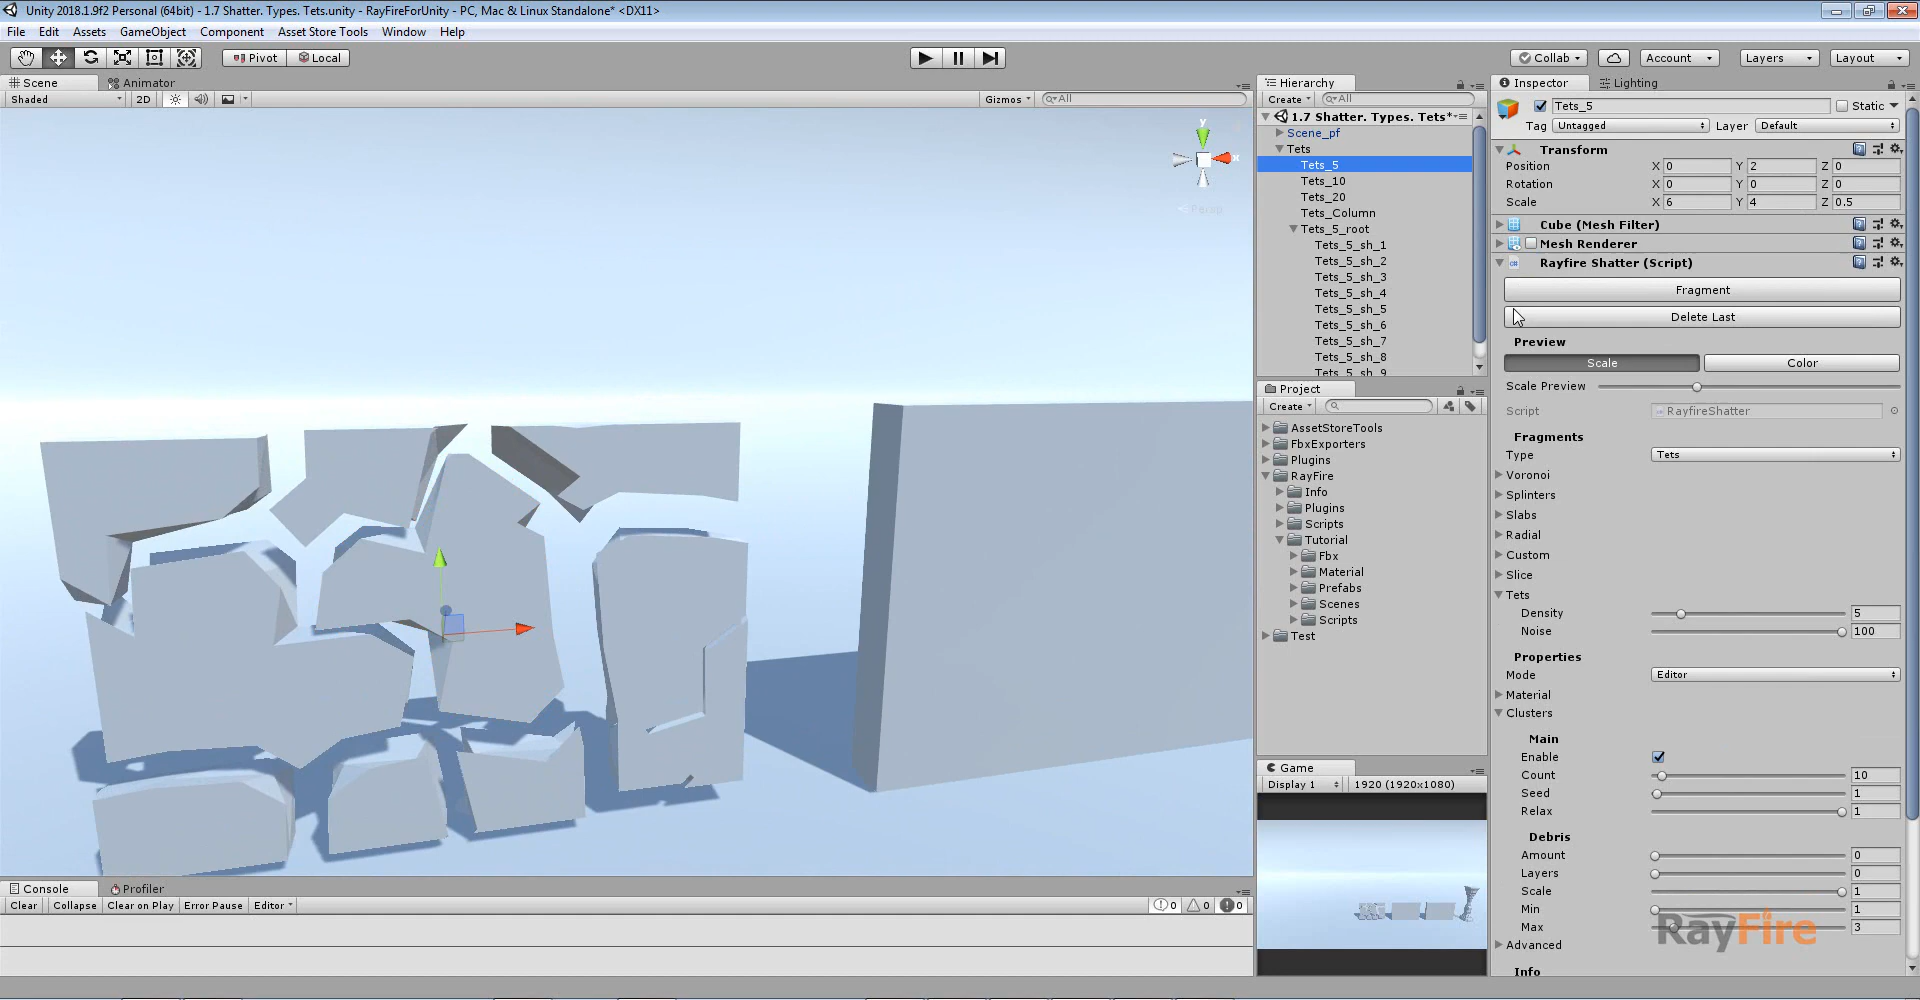 Unity 2018.1.9f2 Personal (64bit) - 1.7 Shatter. Types. Tets.unity - RayFireForUnity - PC, Mac & Linux Standalone* <DX11>
File Edit Assets GameObject Component Asset Store Tools Window Help
Pivot Local Collab Account Layers Layout
Scene Animator
Shaded 2D Gizmos All
y
x
Persp
Hierarchy
Create All
1.7 Shatter. Types. Tets*
Scene_pf
Tets
Tets_5
Tets_10
Tets_20
Tets_Column
Tets_5_root
Tets_5_sh_1
Tets_5_sh_2
Tets_5_sh_3
Tets_5_sh_4
Tets_5_sh_5
Tets_5_sh_6
Tets_5_sh_7
Tets_5_sh_8
Tets_5_sh_9
Project
Create
AssetStoreTools
FbxExporters
Plugins
RayFire
Info
Plugins
Scripts
Tutorial
Fbx
Material
Prefabs
Scenes
Scripts
Test
Game
Display 1 1920 (1920x1080)
Inspector Lighting
Tets_5 Static
Tag Untagged Layer Default
Transform
Position X 0 Y 2 Z 0
Rotation X 0 Y 0 Z 0
Scale X 6 Y 4 Z 0.5
Cube (Mesh Filter)
Mesh Renderer
Rayfire Shatter (Script)
Fragment
Delete Last
Preview
Scale Color
Scale Preview
Script RayfireShatter
Fragments
Type Tets
Voronoi
Splinters
Slabs
Radial
Custom
Slice
Tets
Density 5
Noise 100
Properties
Mode Editor
Material
Clusters
Main
Enable
Count 10
Seed 1
Relax 1
Debris
Amount 0
Layers 0
Scale 1
Min 1
Max 3
Advanced
Info
RayFire
Console Profiler
Clear Collapse Clear on Play Error Pause Editor 0 0 0